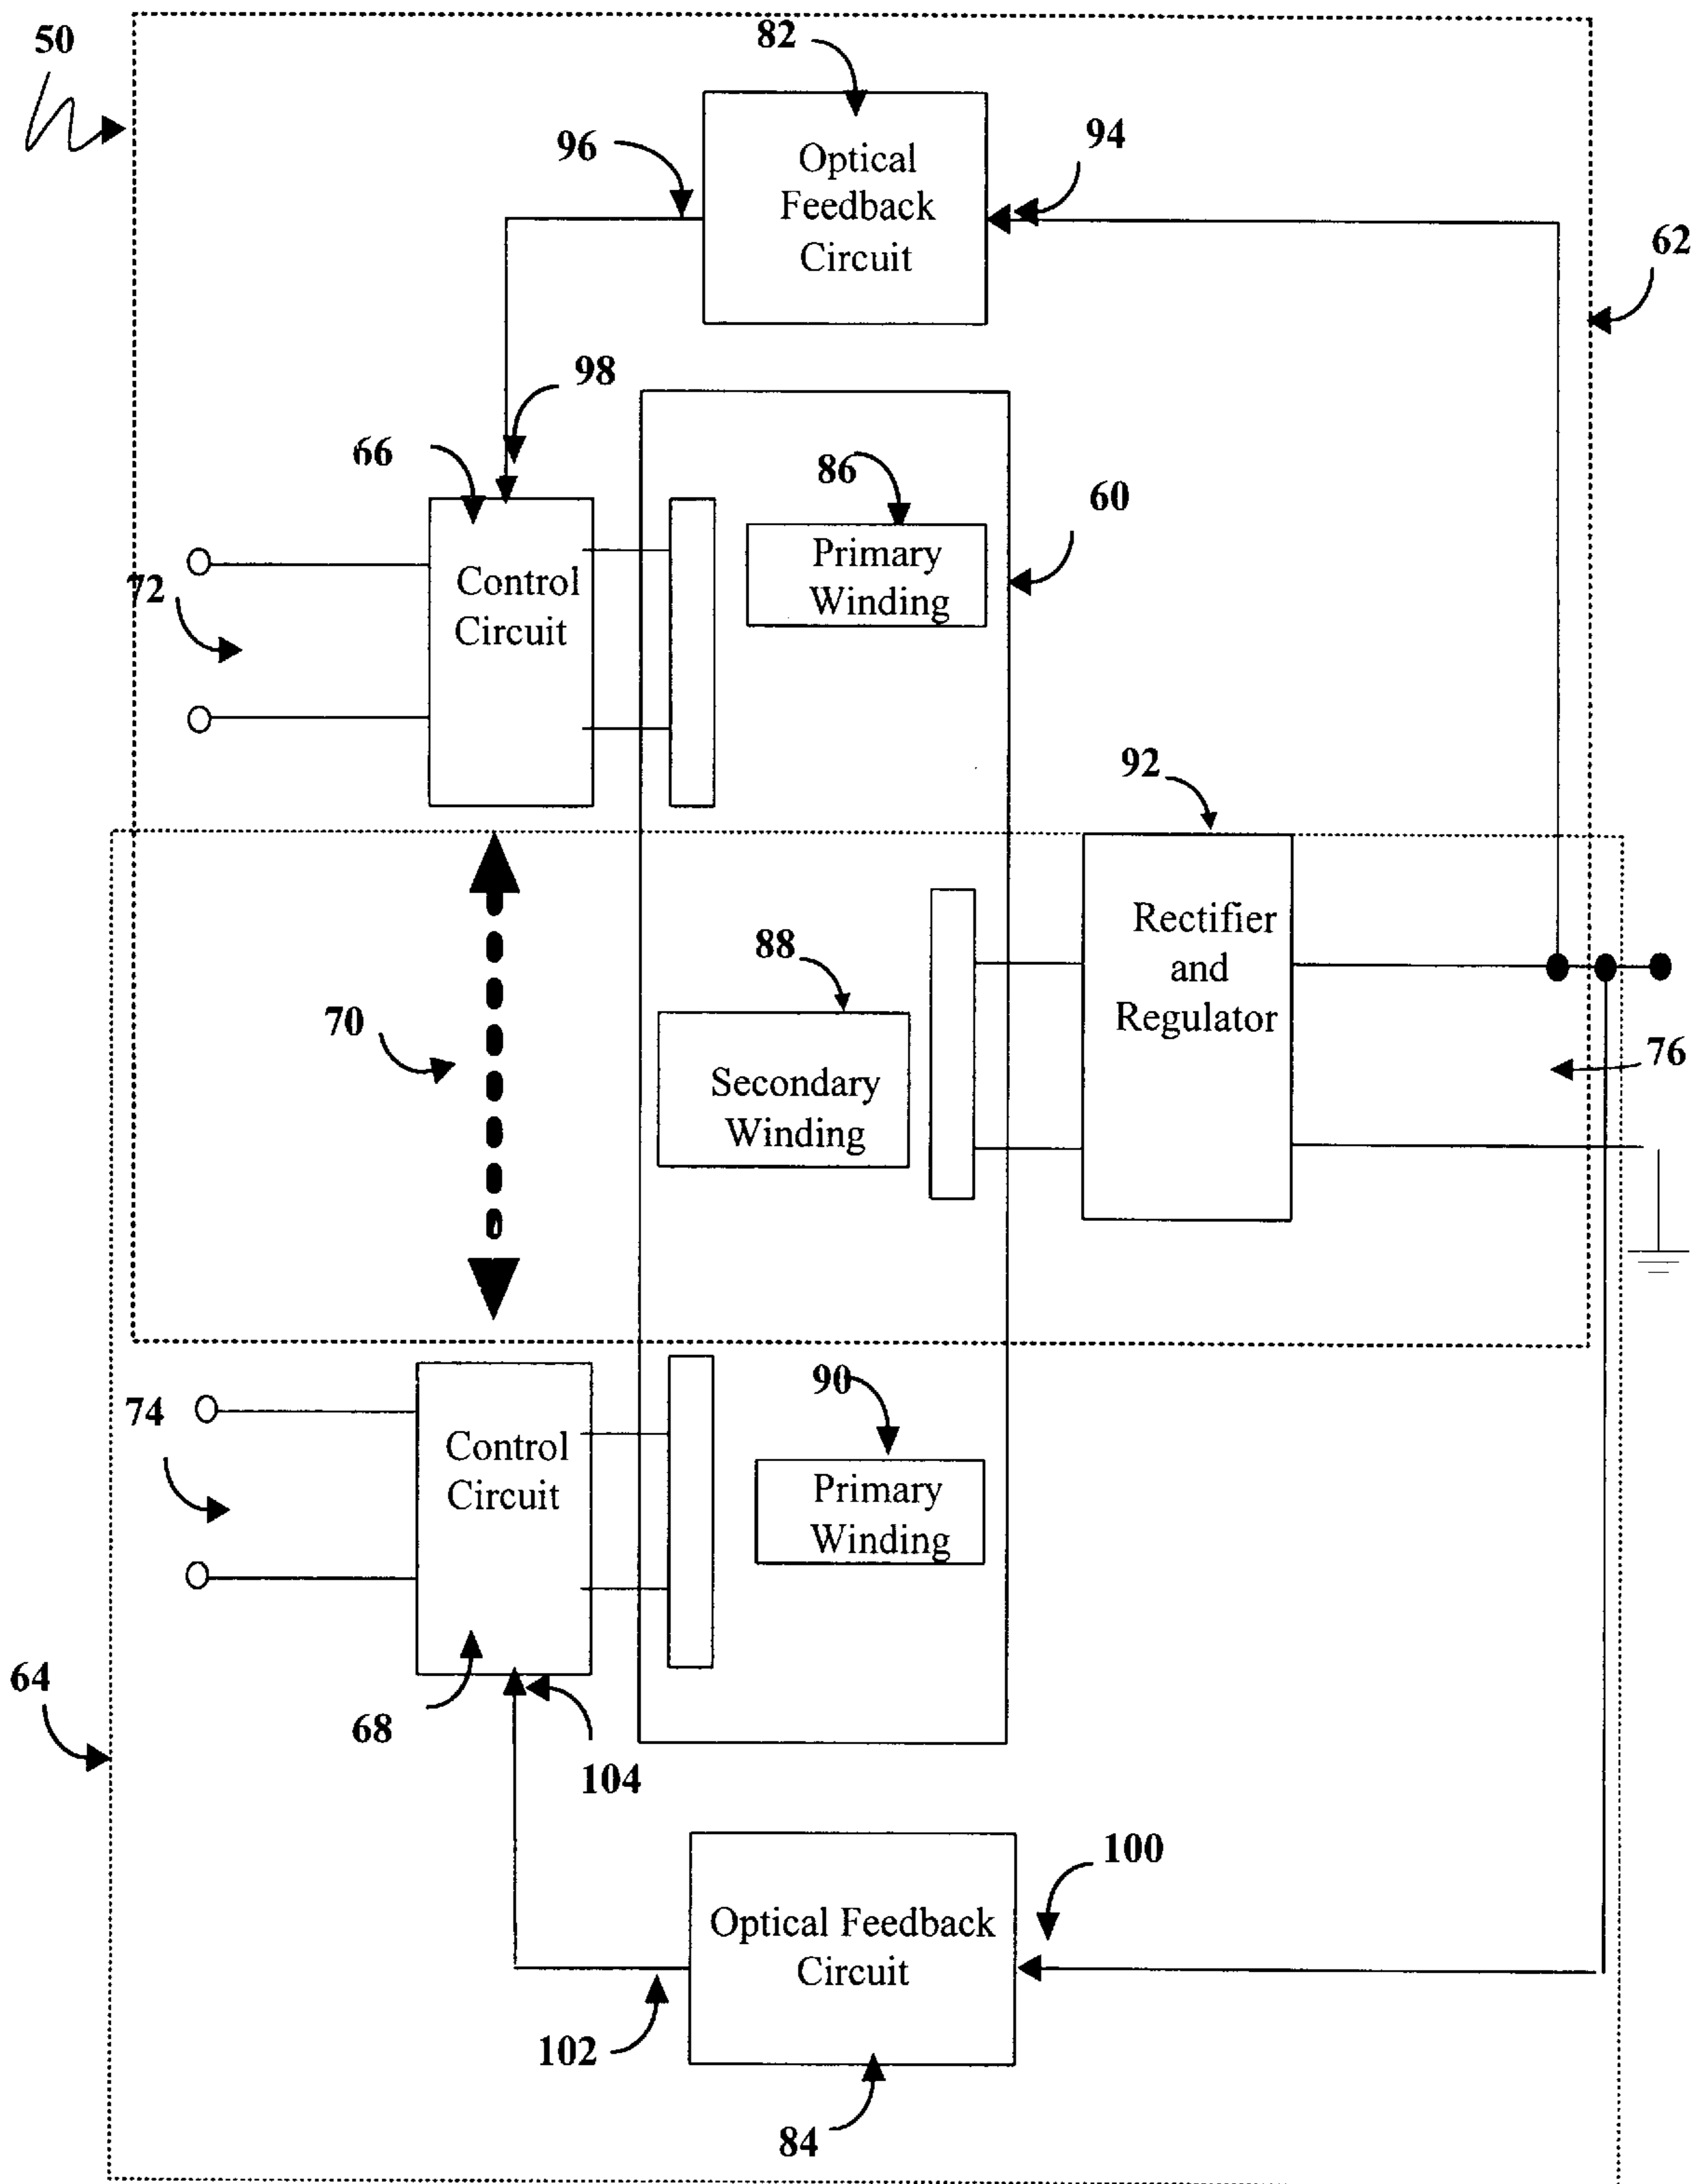 50
82
96
Optical
Feedback
Circuit
94
62
98
66
86
60
Primary
Winding
Control
Circuit
72
92
Rectifier
and
Regulator
88
70
76
Secondary
Winding
90
74
Control
Circuit
Primary
Winding
64
68
104
100
Optical Feedback
Circuit
102
84